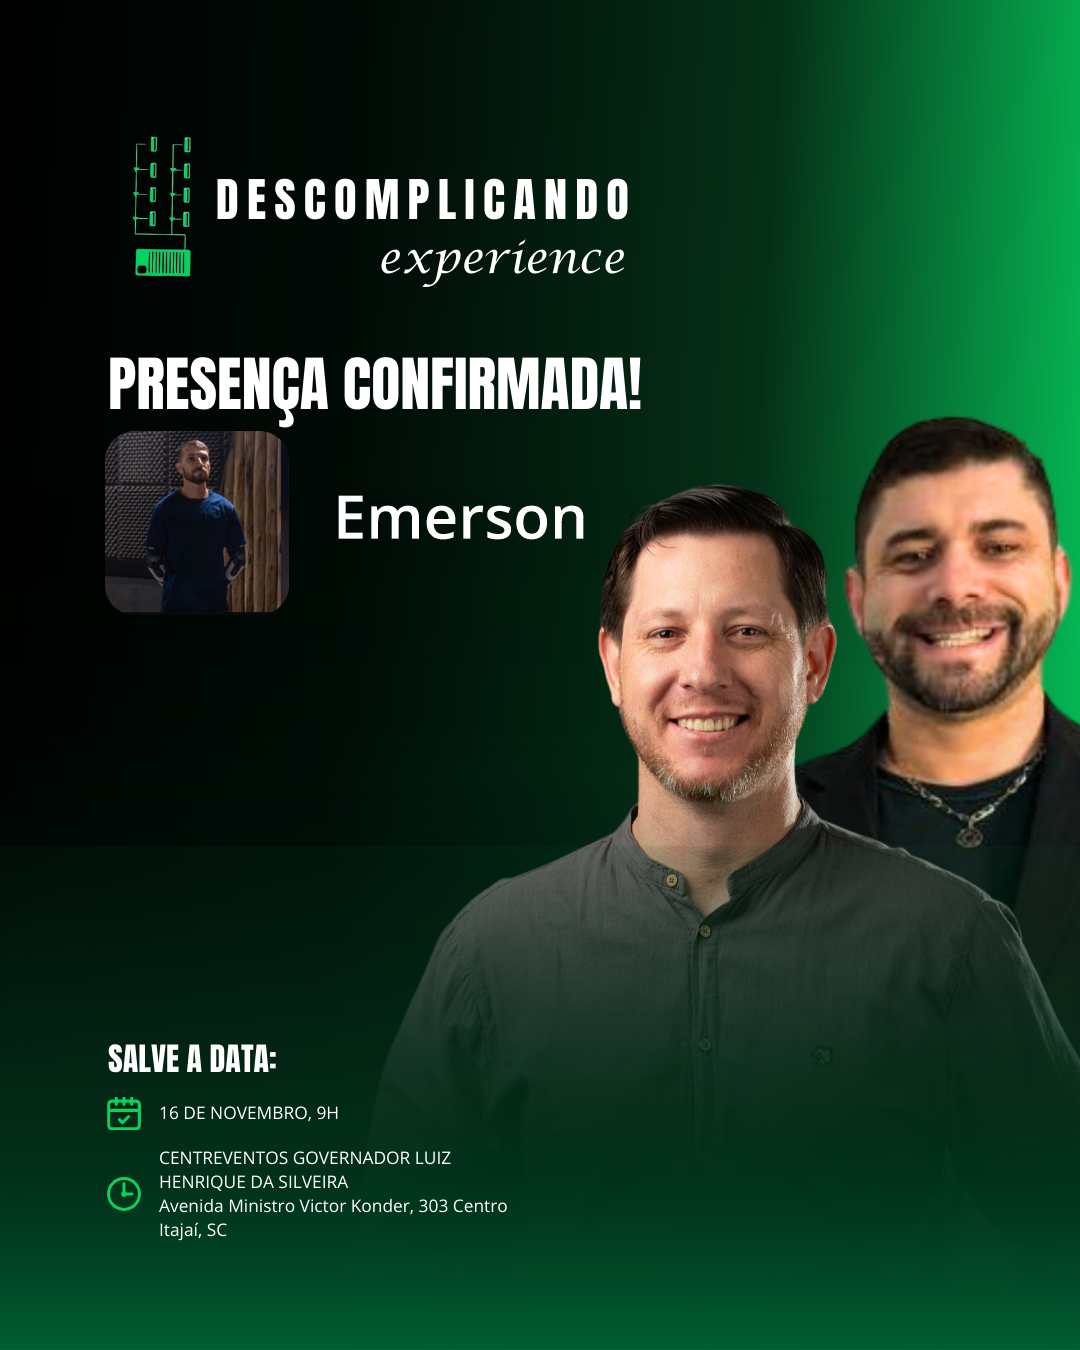 DESCOMPLICANDO
experience
PRESENÇA CONFIRMADA!
Emerson
SALVE A DATA:
16 DE NOVEMBRO, 9H
CENTREVENTOS GOVERNADOR LUIZ
HENRIQUE DA SILVEIRA
Avenida Ministro Victor Konder, 303 Centro
Itajaí, SC